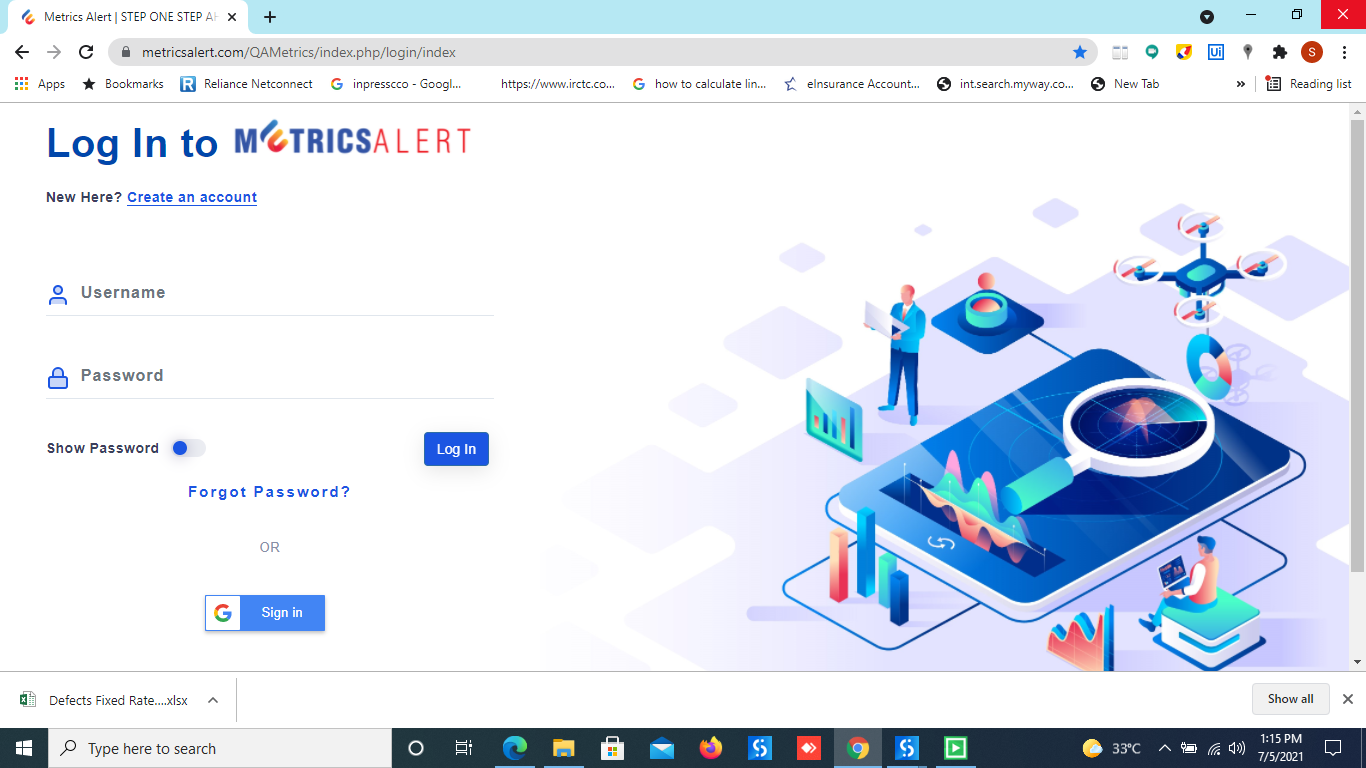 Metrics Alert | STEP ONE STEP AH
metricsalert.com/QAMetrics/index.php/login/index
Ui
S
Apps
Bookmarks
R
Reliance Netconnect
inpresscco - Googl...
https://www.irctc.co...
how to calculate lin...
eInsurance Account...
int.search.myway.co...
New Tab
»
Reading list
Log In to METRICSALERT
New Here? Create an account
Username
Password
Show Password
Log In
Forgot Password?
OR
G
Sign in
Defects Fixed Rate....xlsx
Show all
Type here to search
33°C
1:15 PM
7/5/2021